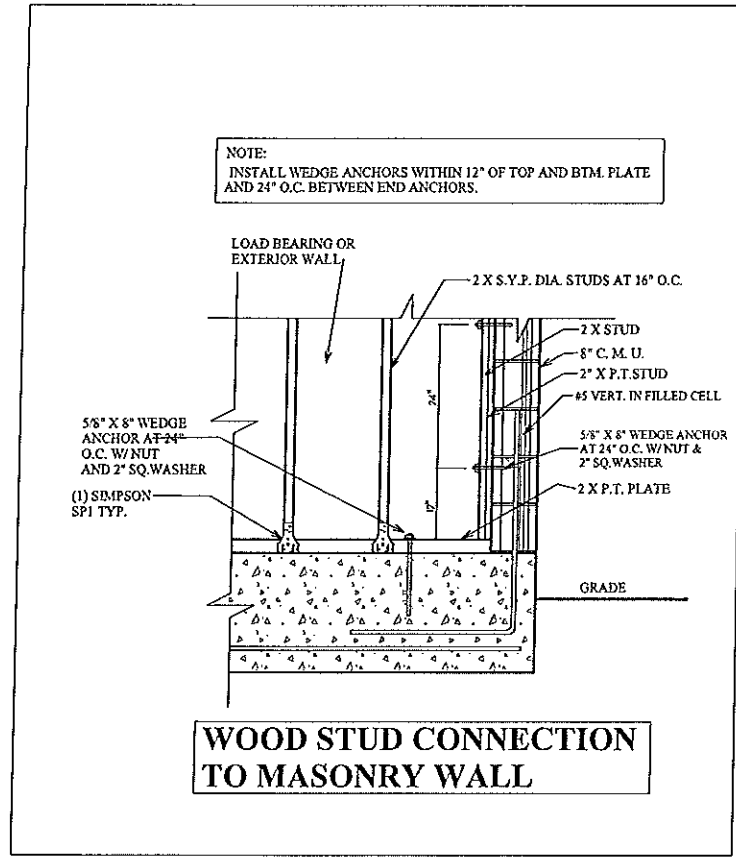 NOTE:
INSTALL WEDGE ANCHORS WITHIN 12" OF TOP AND BTM. PLATE
AND 24" O.C. BETWEEN END ANCHORS.
LOAD BEARING OR
EXTERIOR WALL
2 X S.Y.P. DIA. STUDS AT 16" O.C.
2 X STUD
8" C. M. U.
2" X P.T.STUD
#5 VERT. IN FILLED CELL
24"
5/8" X 8" WEDGE
ANCHOR AT 24"
O.C. W/NUT
AND 2" SQ.WASHER
5/8" X 8" WEDGE ANCHOR
AT 24" O.C. W/NUT &
2" SQ.WASHER
(1) SIMPSON
SP1 TYP.
2 X P.T. PLATE
GRADE
WOOD STUD CONNECTION
TO MASONRY WALL